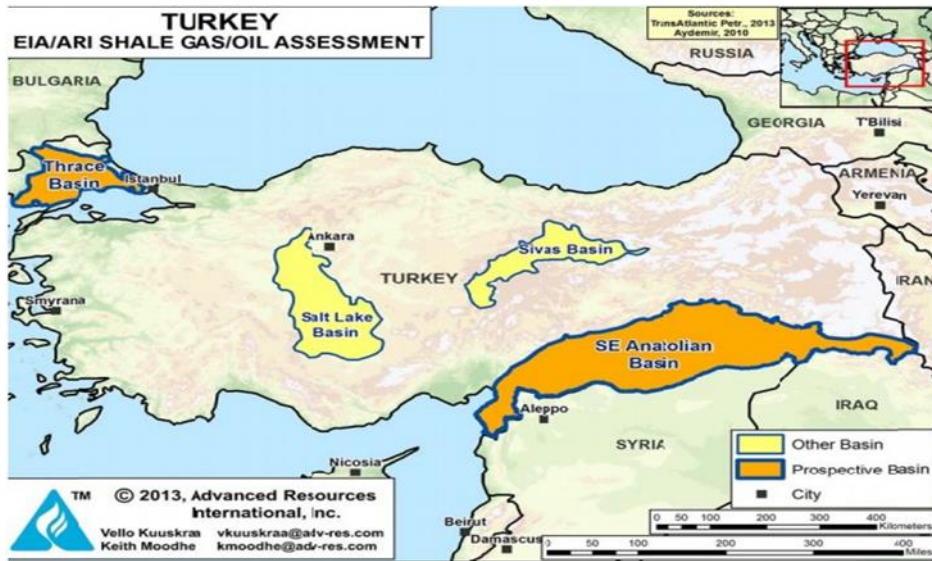 TURKEY
EIA/ARI SHALE GAS/OIL ASSESSMENT
Sources:
TransAtlantic Petr., 2013
Aydemir, 2010
RUSSIA
BULGARIA
GEORGIA
T'Bilisi
Thrace
Basin
Istanbul
ARMENIA
Yerevan
Ankara
Sivas Basin
TURKEY
IRAN
Smyrana
Salt Lake
Basin
SE Anatolian
Basin
Aleppo
IRAQ
SYRIA
Nicosia
Other Basin
Prospective Basin
City
TM
© 2013, Advanced Resources
International, Inc.
Vello Kuuskraa vkuuskraa@adv-res.com
Keith Moodhe kmoodhe@adv-res.com
Beirut
Damascus
0 50 100 200 300 400
Kilometers
0 50 100 200 300 400
Miles